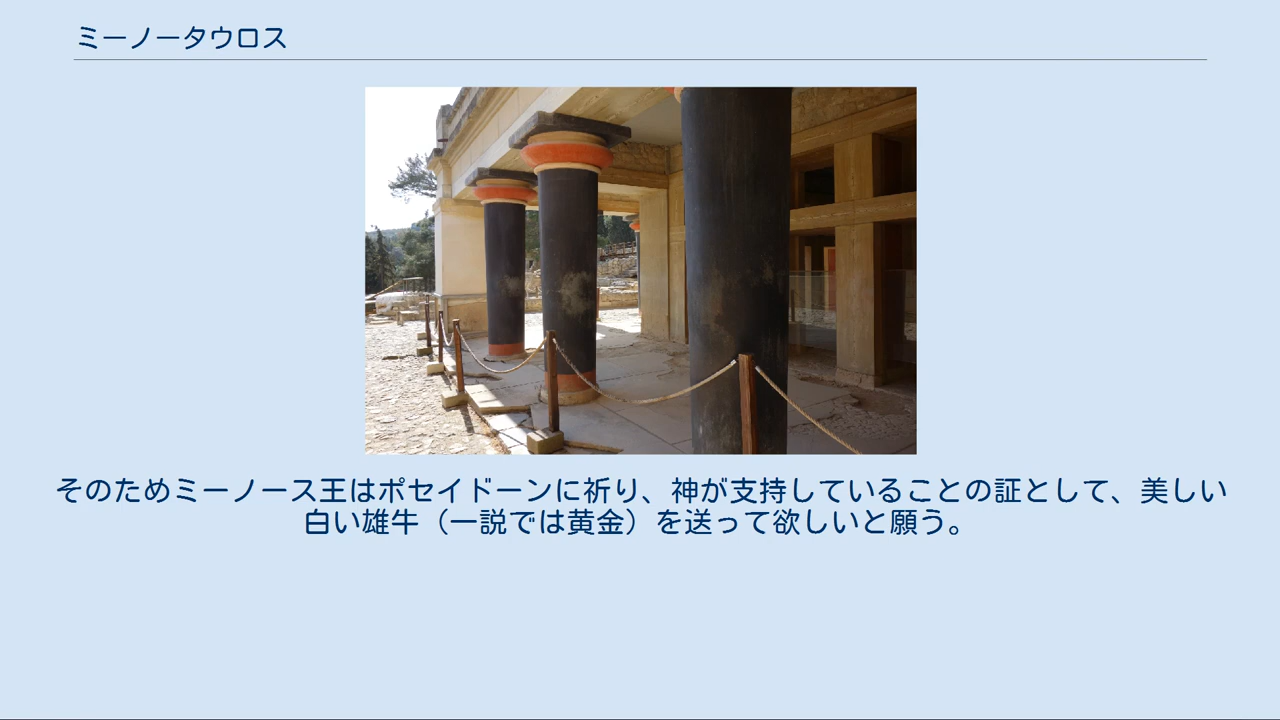 ミーノータウロス
そのためミーノース王はポセイドーンに祈り、神が支持していることの証として、美しい
白い雄牛（一説では黄金）を送って欲しいと願う。